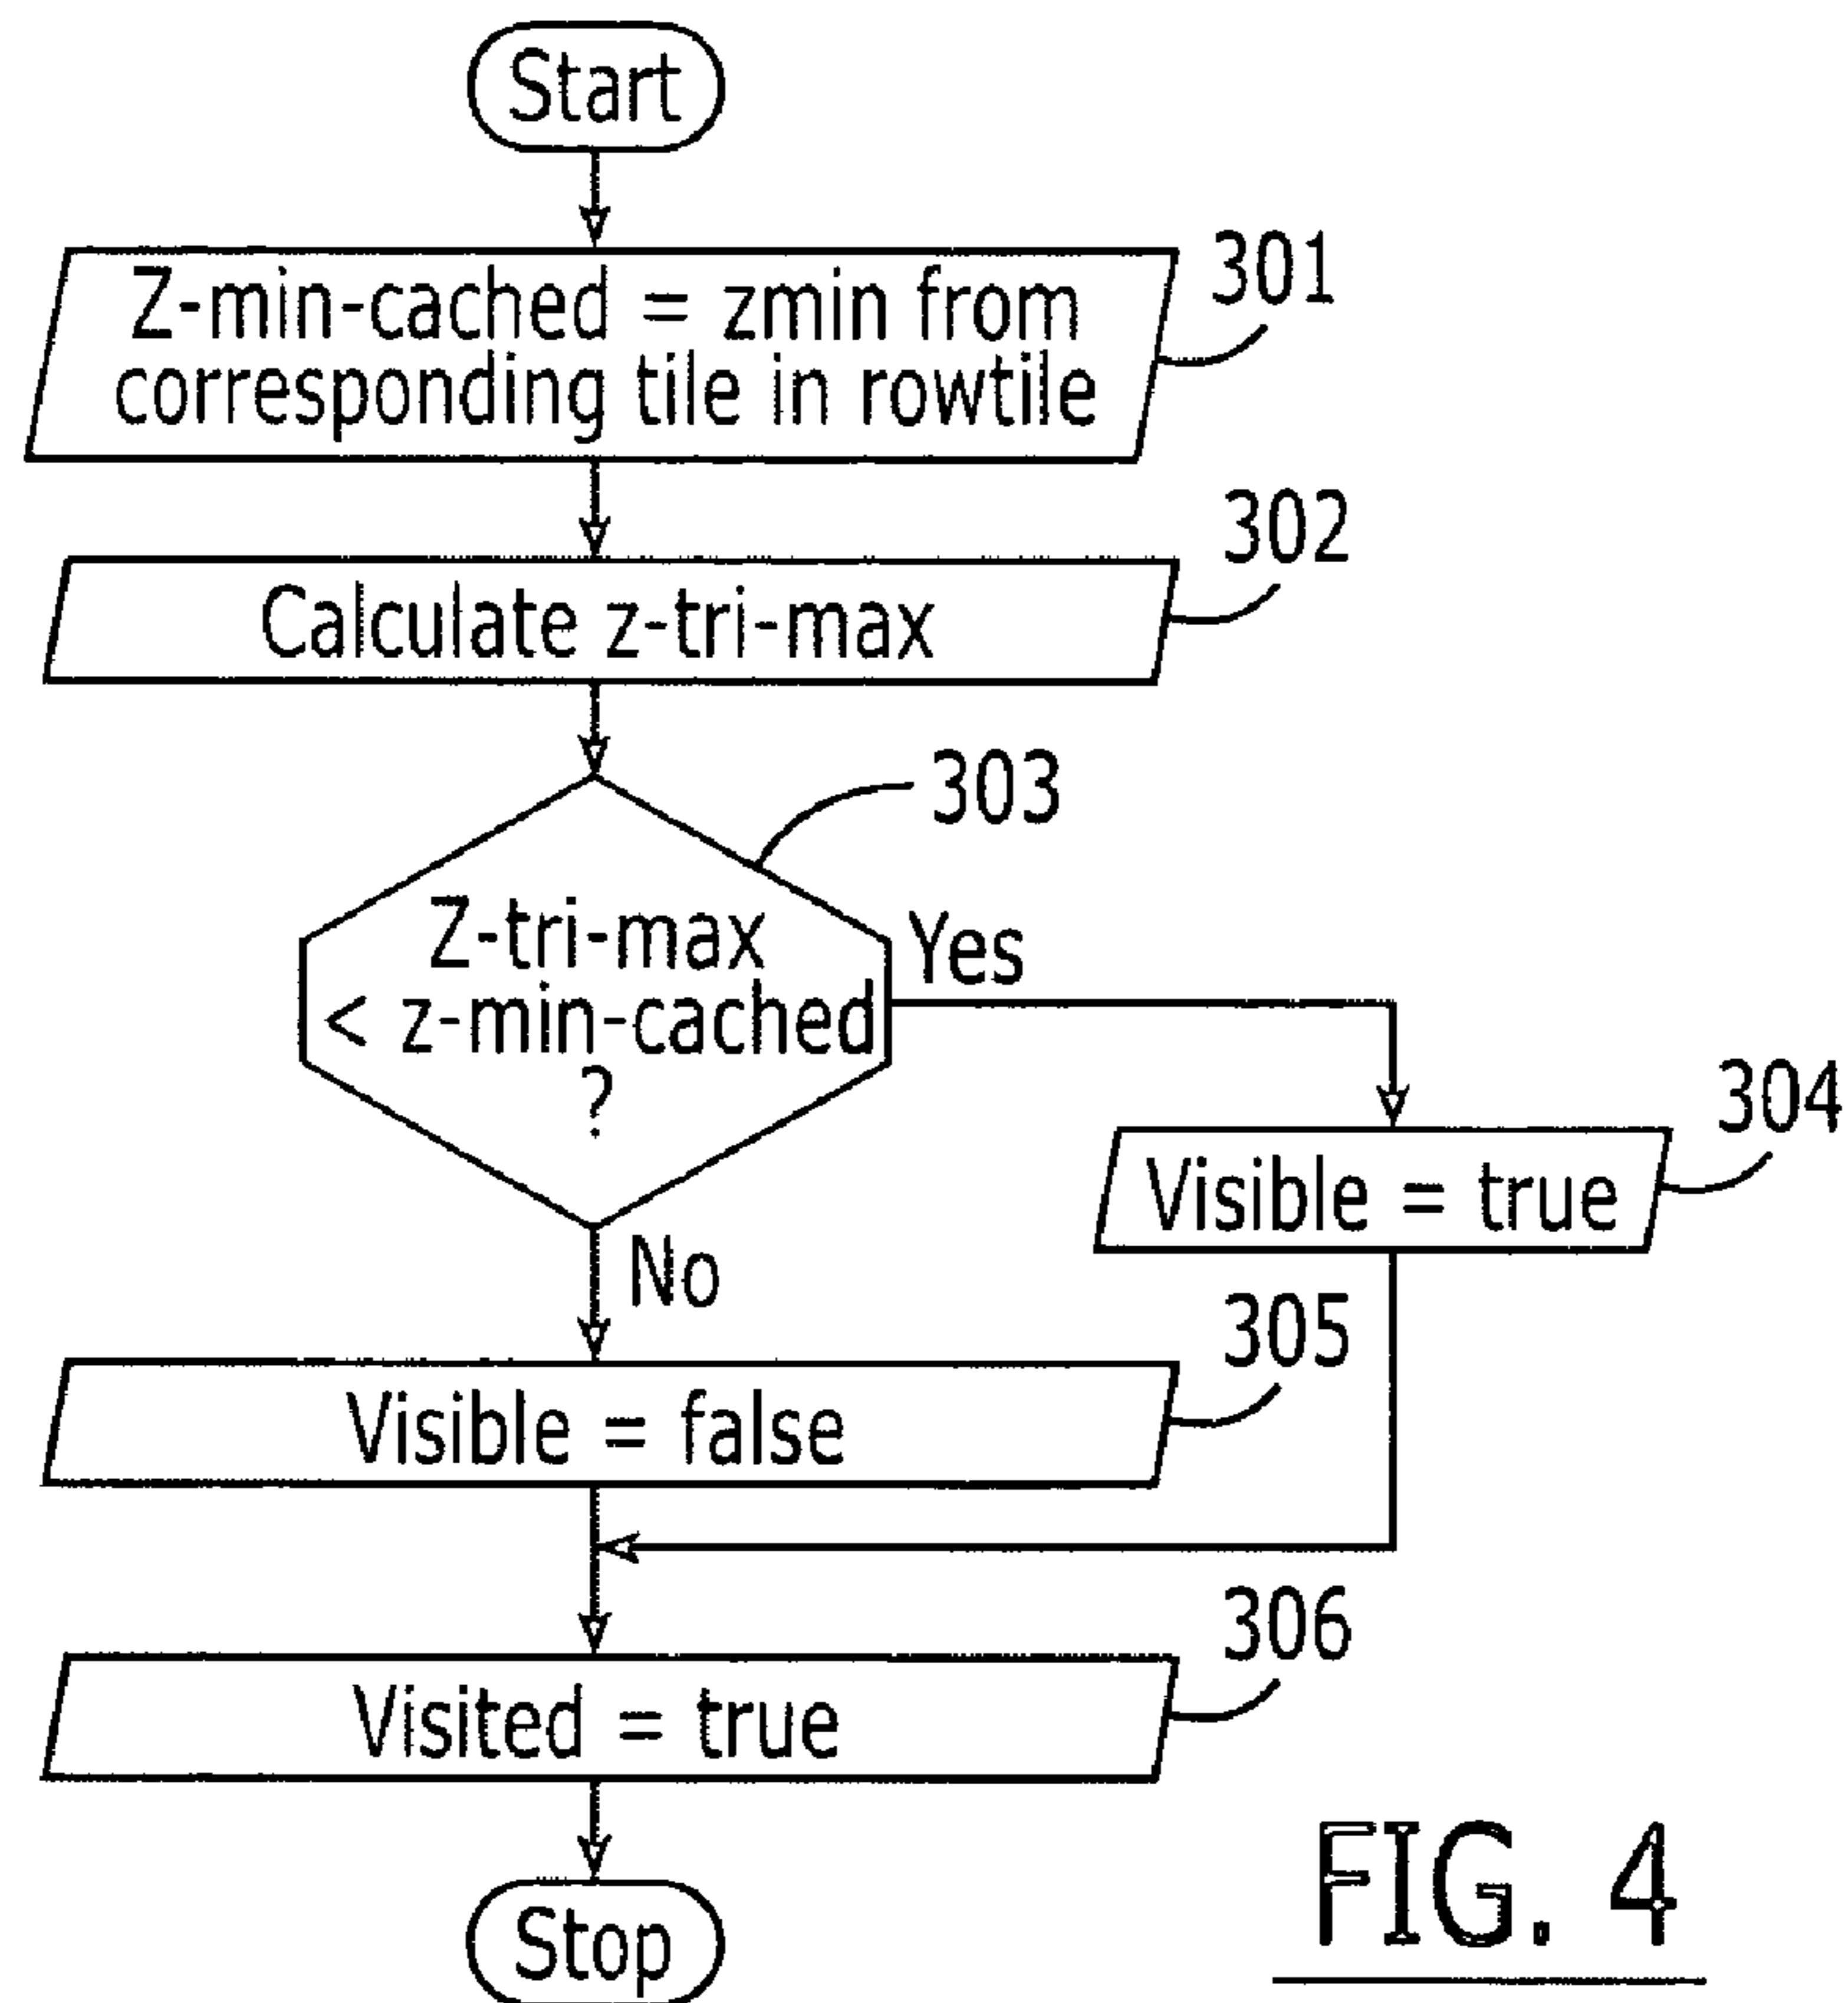 Start
Z-min-cached = zmin from
corresponding tile in rowtile
301
Calculate z-tri-max
302
303
Z-tri-max
< z-min-cached
?
Yes
304
Visible = true
No
305
Visible = false
306
Visited = true
Stop
FIG. 4